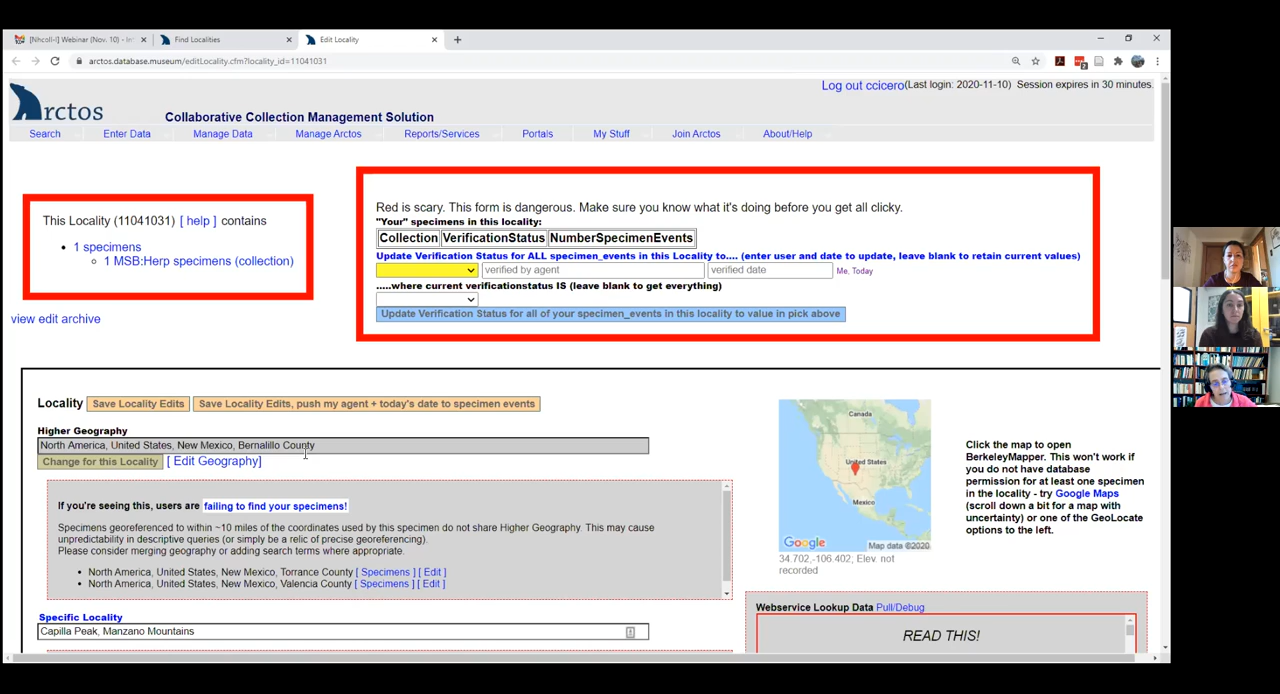 [Nhcoll-l] Webinar (Nov. 10) - In
Find Localities
Edit Locality
arctos.database.museum/editLocality.cfm?locality_id=11041031
Log out ccicero(Last login: 2020-11-10) Session expires in 30 minutes.
Arctos
Collaborative Collection Management Solution
Search
Enter Data
Manage Data
Manage Arctos
Reports/Services
Portals
My Stuff
Join Arctos
About/Help
This Locality (11041031) [ help ] contains
1 specimens
1 MSB:Herp specimens (collection)
view edit archive
Red is scary. This form is dangerous. Make sure you know what it's doing before you get all clicky.
"Your" specimens in this locality:
Collection VerificationStatus NumberSpecimenEvents
Update Verification Status for ALL specimen_events in this Locality to.... (enter user and date to update, leave blank to retain current values)
verified by agent
verified date
Me, Today
.....where current verificationstatus IS (leave blank to get everything)
Update Verification Status for all of your specimen_events in this locality to value in pick above
Locality
Save Locality Edits
Save Locality Edits, push my agent + today's date to specimen events
Higher Geography
North America, United States, New Mexico, Bernalillo County
Change for this Locality [ Edit Geography]
If you're seeing this, users are failing to find your specimens!
Specimens georeferenced to within ~10 miles of the coordinates used by this specimen do not share Higher Geography. This may cause
unpredictability in descriptive queries (or simply be a relic of precise georeferencing).
Please consider merging geography or adding search terms where appropriate.
North America, United States, New Mexico, Torrance County [ Specimens ] [ Edit ]
North America, United States, New Mexico, Valencia County [ Specimens ] [ Edit ]
Specific Locality
Capilla Peak, Manzano Mountains
Canada
United States
Mexico
Google
Map data ©2020
34.702,-106.402; Elev. not
recorded
Click the map to open
BerkeleyMapper. This won't work if
you do not have database
permission for at least one specimen
in the locality - try Google Maps
(scroll down a bit for a map with
uncertainty) or one of the GeoLocate
options to the left.
Webservice Lookup Data Pull/Debug
READ THIS!